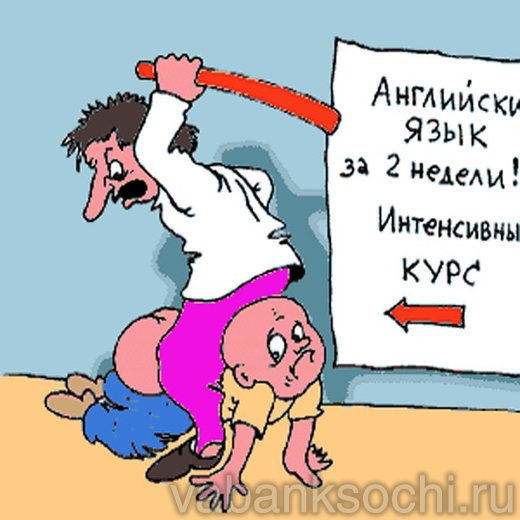 Английски
язык
за 2 недели!
Интенсивны
курс
vabanksochi.ru